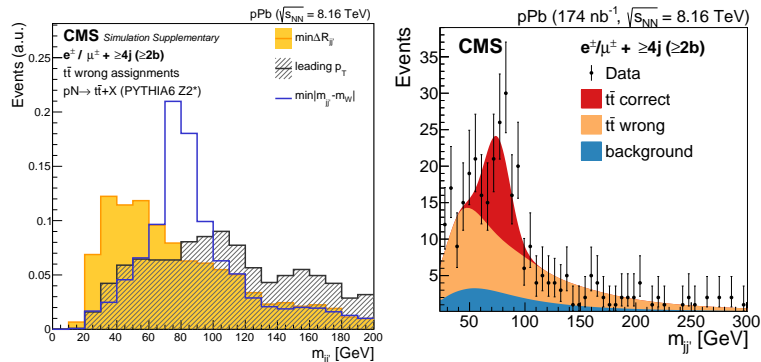 pPb (√s_NN = 8.16 TeV)
CMS Simulation Supplementary
e± / μ± + ≥4j (≥2b)
tt̄ wrong assignments
pN→ tt̄+X (PYTHIA6 Z2*)
minΔR_jj'
leading p_T
min|m_jj'-m_W|
Events (a.u.)
0.25
0.2
0.15
0.1
0.05
0
0 20 40 60 80 100 120 140 160 180 200
m_jj' [GeV]
pPb (174 nb⁻¹, √s_NN = 8.16 TeV)
CMS
e±/μ± + ≥4j (≥2b)
Data
tt̄ correct
tt̄ wrong
background
Events
35
30
25
20
15
10
5
0
50 100 150 200 250 300
m_jj' [GeV]